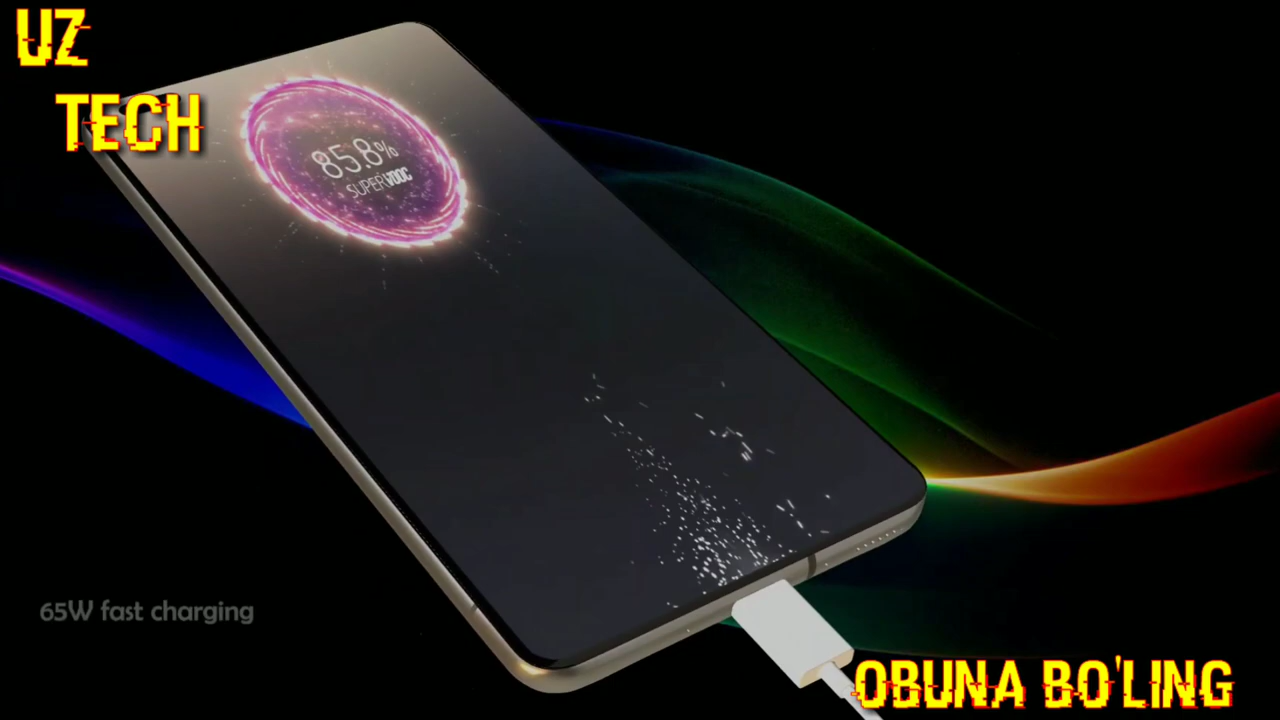 UZ
TECH
85.8%
SUPERVOOC
65W fast charging
OBUNA BO'LING